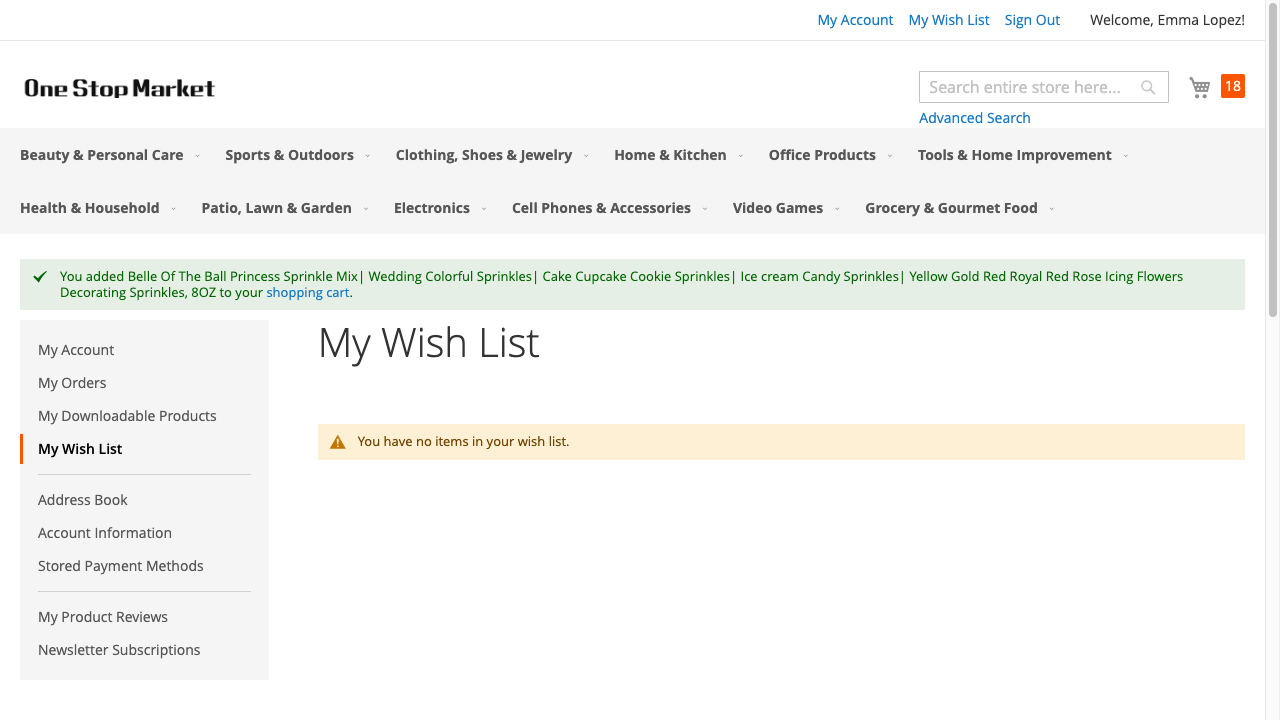 My Account My Wish List Sign Out Welcome, Emma Lopez!
One Stop Market
Search entire store here...
18
Advanced Search
Beauty & Personal Care Sports & Outdoors Clothing, Shoes & Jewelry Home & Kitchen Office Products Tools & Home Improvement
Health & Household Patio, Lawn & Garden Electronics Cell Phones & Accessories Video Games Grocery & Gourmet Food
You added Belle Of The Ball Princess Sprinkle Mix| Wedding Colorful Sprinkles| Cake Cupcake Cookie Sprinkles| Ice cream Candy Sprinkles| Yellow Gold Red Royal Red Rose Icing Flowers
Decorating Sprinkles, 8OZ to your shopping cart.
My Account
My Orders
My Downloadable Products
My Wish List
Address Book
Account Information
Stored Payment Methods
My Product Reviews
Newsletter Subscriptions
My Wish List
You have no items in your wish list.